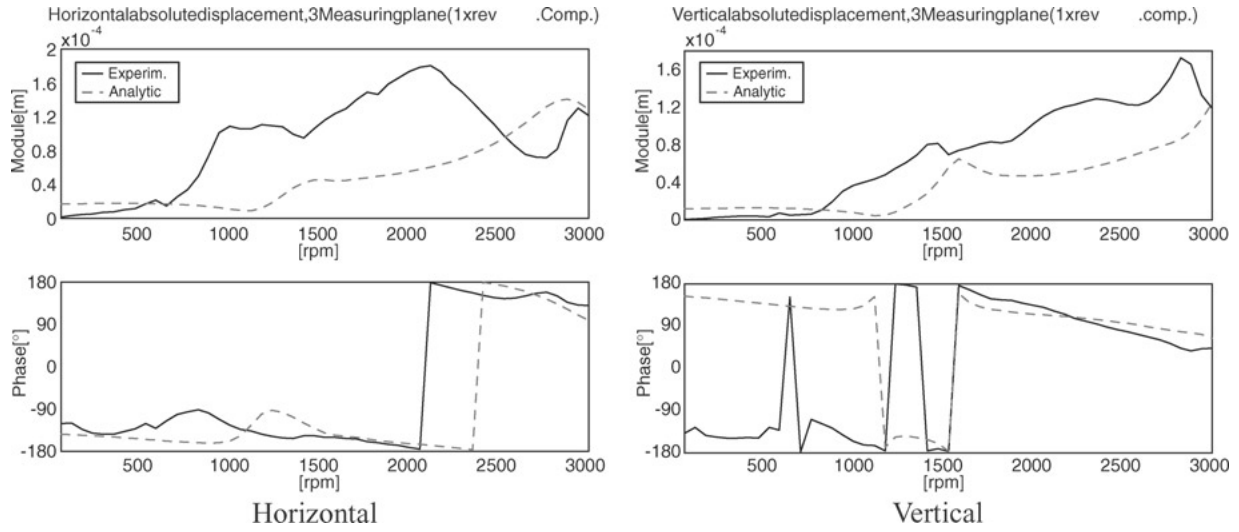 Horizontalabsolutedisplacement,3Measuringplane(1xrev .Comp.)
x10-4
2
1.6
1.2
0.8
0.4
0
Module[m]
Experim.
Analytic
500 1000 1500 2000 2500 3000
[rpm]
180
90
0
-90
-180
Phase[°]
500 1000 1500 2000 2500 3000
[rpm]
Horizontal
Verticalabsolutedisplacement,3Measuringplane(1xrev .comp.)
x10-4
1.6
1.2
0.8
0.4
0
Module[m]
Experim.
Analytic
500 1000 1500 2000 2500 3000
[rpm]
180
90
0
-90
-180
Phase[°]
500 1000 1500 2000 2500 3000
[rpm]
Vertical